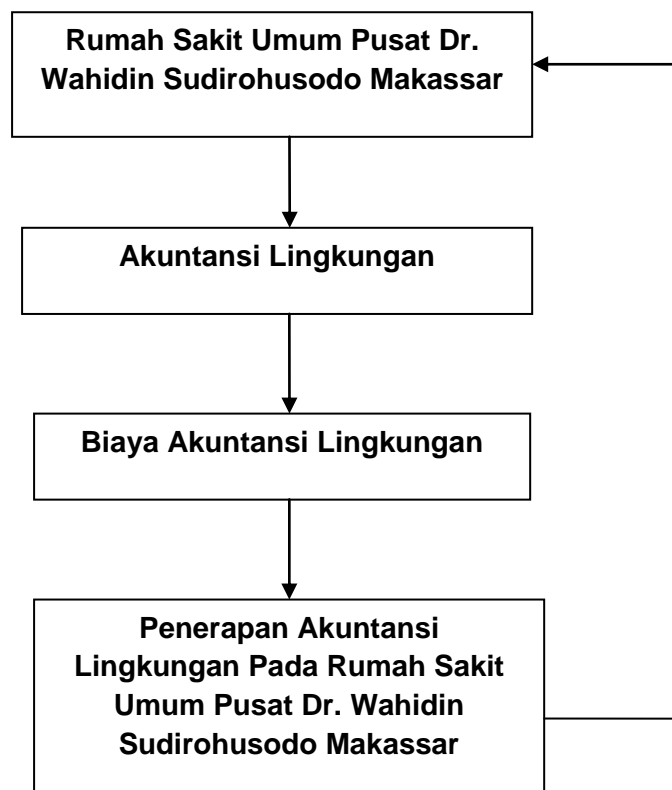 Rumah Sakit Umum Pusat Dr.
Wahidin Sudirohusodo Makassar
Akuntansi Lingkungan
Biaya Akuntansi Lingkungan
Penerapan Akuntansi
Lingkungan Pada Rumah Sakit
Umum Pusat Dr. Wahidin
Sudirohusodo Makassar